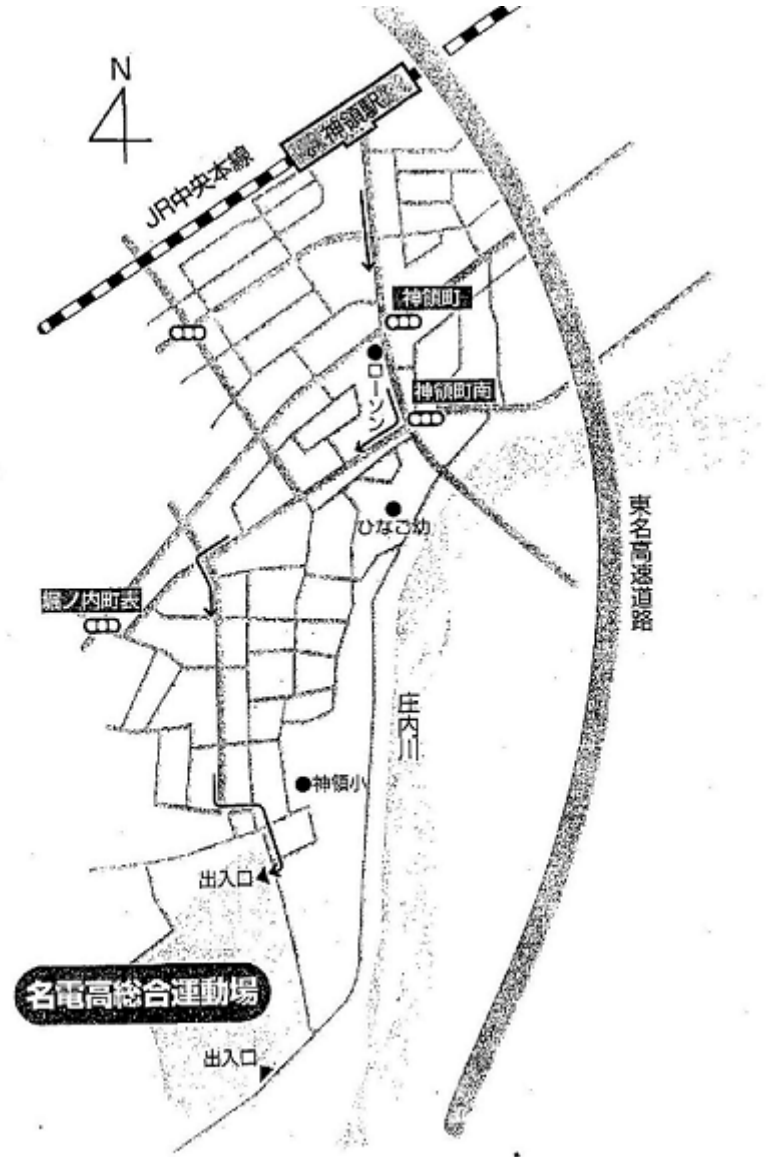 N
神領駅
JR中央本線
神領町
ローソン
神領町南
ひなご幼
東名高速道路
堀ノ内町表
庄内川
神領小
出入口
名電高総合運動場
出入口